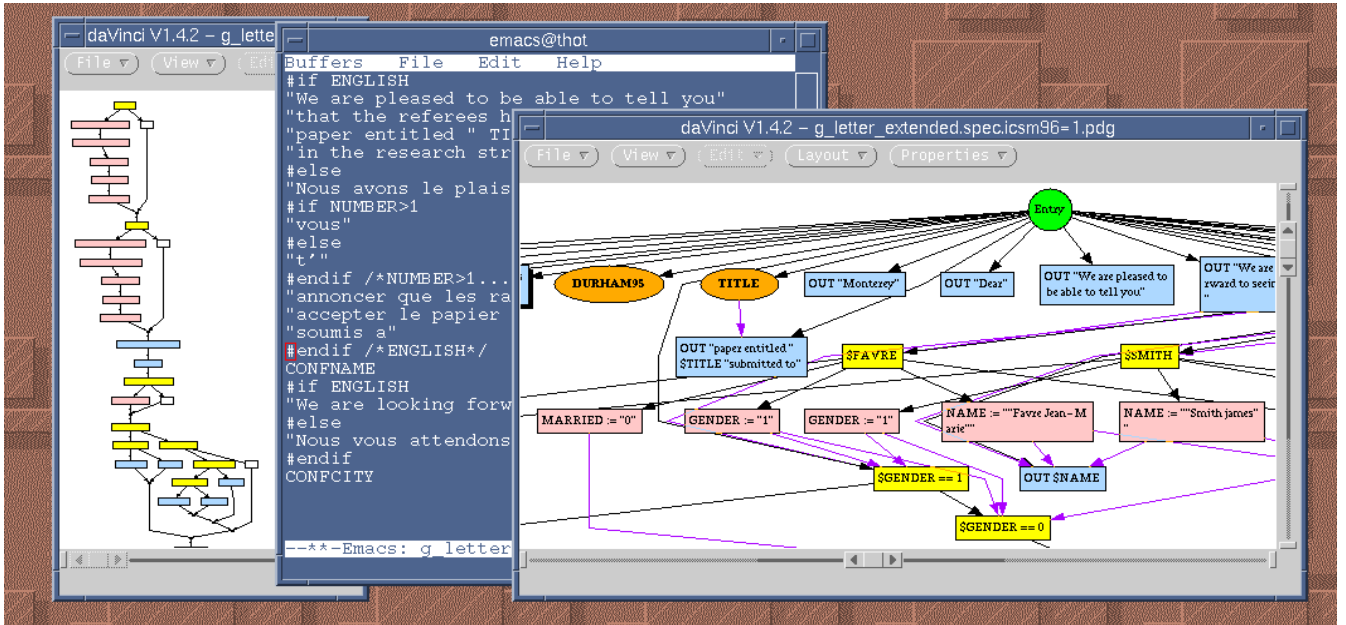 daVinci V1.4.2 – g_lette
File View Edi
emacs@thot
Buffers File Edit Help
#if ENGLISH
"We are pleased to be able to tell you"
"that the referees h
"paper entitled " TI
"in the research str
#else
"Nous avons le plais
#if NUMBER>1
"vous"
#else
"t'"
#endif /*NUMBER>1...
"annoncer que les ra
"accepter le papier
"soumis a"
#endif /*ENGLISH*/
CONFNAME
#if ENGLISH
"We are looking forw
#else
"Nous vous attendons
#endif
CONFCITY
--**-Emacs: g_letter
daVinci V1.4.2 – g_letter_extended.spec.icsm96=1.pdg
File View Edit Layout Properties
Entry
DURHAM95
TITLE
OUT "Monterey"
OUT "Dear"
OUT "We are pleased to
be able to tell you"
OUT "We are
rward to seein
"
OUT "paper entitled "
$TITLE "submitted to"
$FAVRE
$SMITH
MARRIED := "0"
GENDER := "1"
GENDER := "1"
NAME := ""Favre Jean-M
arie""
NAME := ""Smith james"
"
$GENDER == 1
OUT $NAME
$GENDER == 0